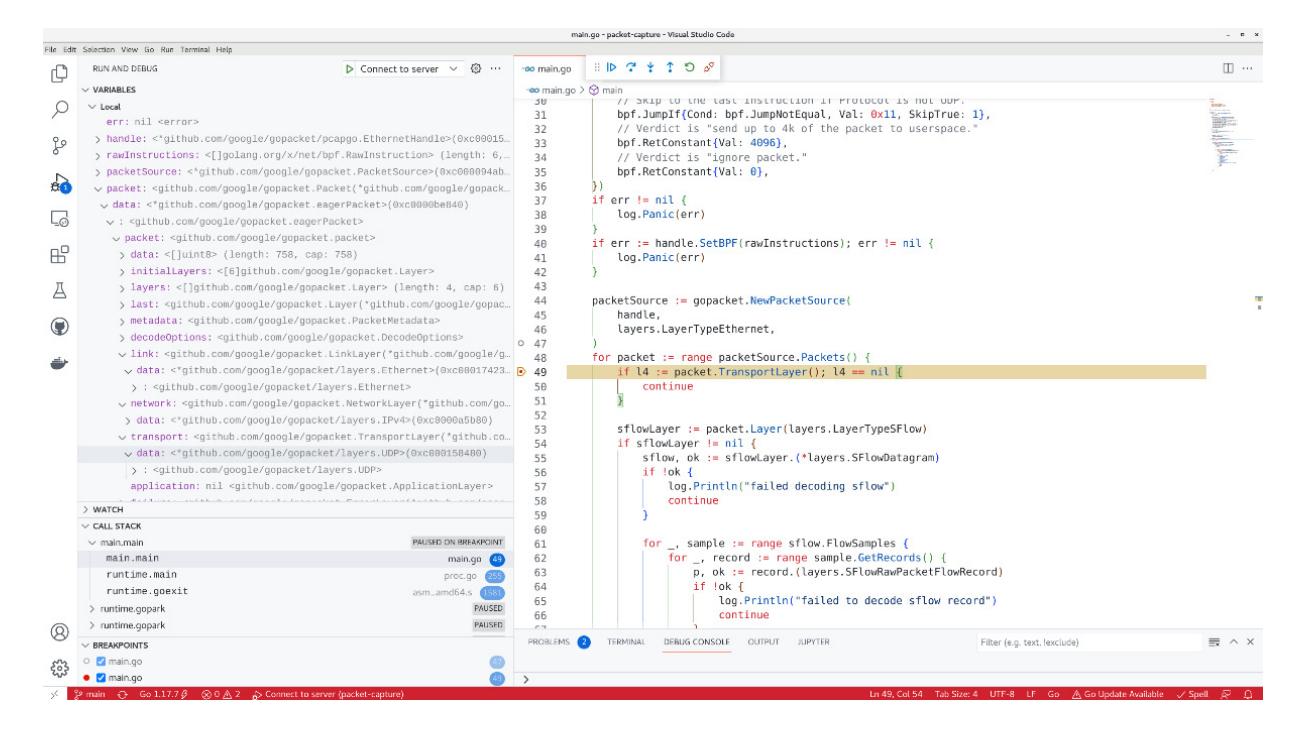 main.go - packet-capture - Visual Studio Code
File Edit Selection View Go Run Terminal Help
RUN AND DEBUG
Connect to server
VARIABLES
Local
err: nil <error>
handle: <*github.com/google/gopacket/pcapgo.EthernetHandle>(0xc00015…
rawInstructions: <[]golang.org/x/net/bpf.RawInstruction> (length: 6,…
packetSource: <*github.com/google/gopacket.PacketSource>(0xc000094ab…
packet: <github.com/google/gopacket.Packet(*github.com/google/gopack…
data: <*github.com/google/gopacket.eagerPacket>(0xc0000be840)
: <github.com/google/gopacket.eagerPacket>
packet: <github.com/google/gopacket.packet>
data: <[]uint8> (length: 758, cap: 758)
initialLayers: <[6]github.com/google/gopacket.Layer>
layers: <[]github.com/google/gopacket.Layer> (length: 4, cap: 6)
last: <github.com/google/gopacket.Layer(*github.com/google/gopac…
metadata: <github.com/google/gopacket.PacketMetadata>
decodeOptions: <github.com/google/gopacket.DecodeOptions>
link: <github.com/google/gopacket.LinkLayer(*github.com/google/g…
data: <*github.com/google/gopacket/layers.Ethernet>(0xc00017423…
: <github.com/google/gopacket/layers.Ethernet>
network: <github.com/google/gopacket.NetworkLayer(*github.com/go…
data: <*github.com/google/gopacket/layers.IPv4>(0xc0000a5b80)
transport: <github.com/google/gopacket.TransportLayer(*github.co…
data: <*github.com/google/gopacket/layers.UDP>(0xc000158480)
: <github.com/google/gopacket/layers.UDP>
application: nil <github.com/google/gopacket.ApplicationLayer>
WATCH
CALL STACK
main.main PAUSED ON BREAKPOINT
main.main main.go 49
runtime.main proc.go 255
runtime.goexit asm_amd64.s 1581
runtime.gopark PAUSED
runtime.gopark PAUSED
BREAKPOINTS
main.go 47
main.go 49
main.go
main.go > main
30 // Skip to the last instruction if Protocol is not UDP.
31 bpf.JumpIf{Cond: bpf.JumpNotEqual, Val: 0x11, SkipTrue: 1},
32 // Verdict is "send up to 4k of the packet to userspace."
33 bpf.RetConstant{Val: 4096},
34 // Verdict is "ignore packet."
35 bpf.RetConstant{Val: 0},
36 })
37 if err != nil {
38 log.Panic(err)
39 }
40 if err := handle.SetBPF(rawInstructions); err != nil {
41 log.Panic(err)
42 }
43
44 packetSource := gopacket.NewPacketSource(
45 handle,
46 layers.LayerTypeEthernet,
47 )
48 for packet := range packetSource.Packets() {
49 if l4 := packet.TransportLayer(); l4 == nil {
50 continue
51 }
52
53 sflowLayer := packet.Layer(layers.LayerTypeSFlow)
54 if sflowLayer != nil {
55 sflow, ok := sflowLayer.(*layers.SFlowDatagram)
56 if !ok {
57 log.Println("failed decoding sflow")
58 continue
59 }
60
61 for _, sample := range sflow.FlowSamples {
62 for _, record := range sample.GetRecords() {
63 p, ok := record.(layers.SFlowRawPacketFlowRecord)
64 if !ok {
65 log.Println("failed to decode sflow record")
66 continue
67 }
PROBLEMS 2 TERMINAL DEBUG CONSOLE OUTPUT JUPYTER Filter (e.g. text, !exclude)
main Go 1.17.7 0 2 Connect to server (packet-capture) Ln 49, Col 54 Tab Size: 4 UTF-8 LF Go Go Update Available Spell